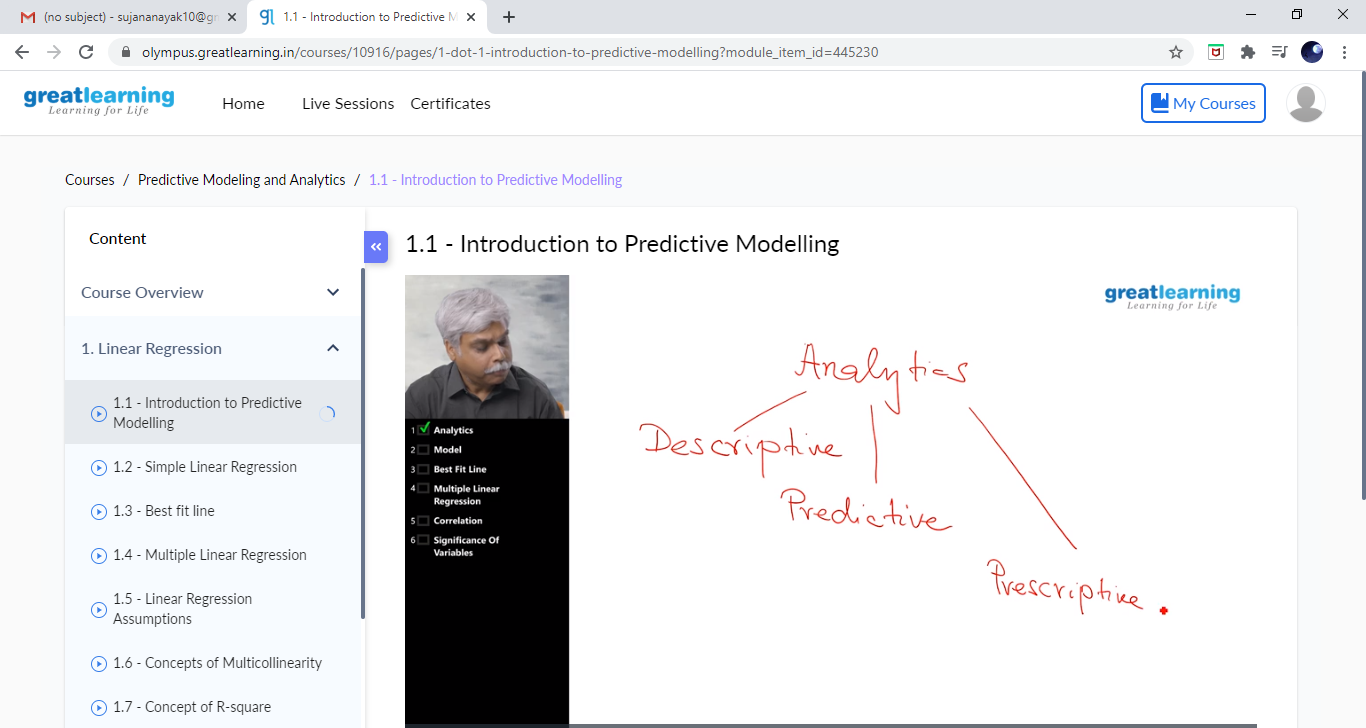 (no subject) - sujananayak10@gr
1.1 - Introduction to Predictive M
olympus.greatlearning.in/courses/10916/pages/1-dot-1-introduction-to-predictive-modelling?module_item_id=445230
greatlearning
Learning for Life
Home
Live Sessions
Certificates
My Courses
Courses / Predictive Modeling and Analytics / 1.1 - Introduction to Predictive Modelling
Content
Course Overview
1. Linear Regression
1.1 - Introduction to Predictive
Modelling
1.2 - Simple Linear Regression
1.3 - Best fit line
1.4 - Multiple Linear Regression
1.5 - Linear Regression
Assumptions
1.6 - Concepts of Multicollinearity
1.7 - Concept of R-square
1.1 - Introduction to Predictive Modelling
1 Analytics
2 Model
3 Best Fit Line
4 Multiple Linear
Regression
5 Correlation
6 Significance Of
Variables
greatlearning
Learning for Life
Analytics
Descriptive
Predictive
Prescriptive